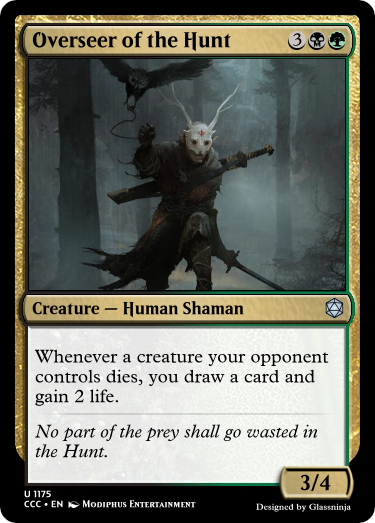 Overseer of the Hunt 3
Creature — Human Shaman
Whenever a creature your opponent
controls dies, you draw a card and
gain 2 life.
No part of the prey shall go wasted in
the Hunt.
3/4
U 1175
CCC • EN Modiphus Entertainment
Designed by Glassninja